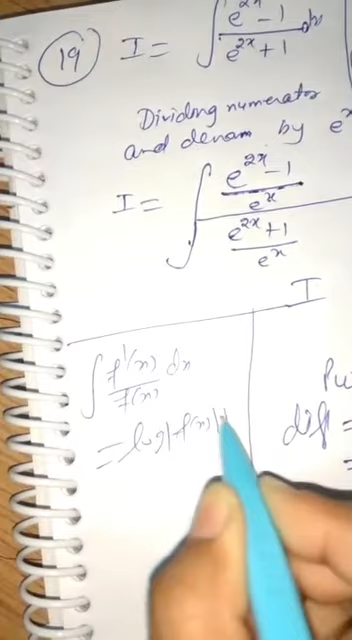 19 I = ∫ e^2x - 1 / e^2x + 1 dx
Dividing numerator
and denom by e^x
I = ∫ (e^2x - 1 / e^x) / (e^2x + 1 / e^x)
I
∫ f'(x) / f(x) dx
= log|f(x)|
Pu
diff =
=